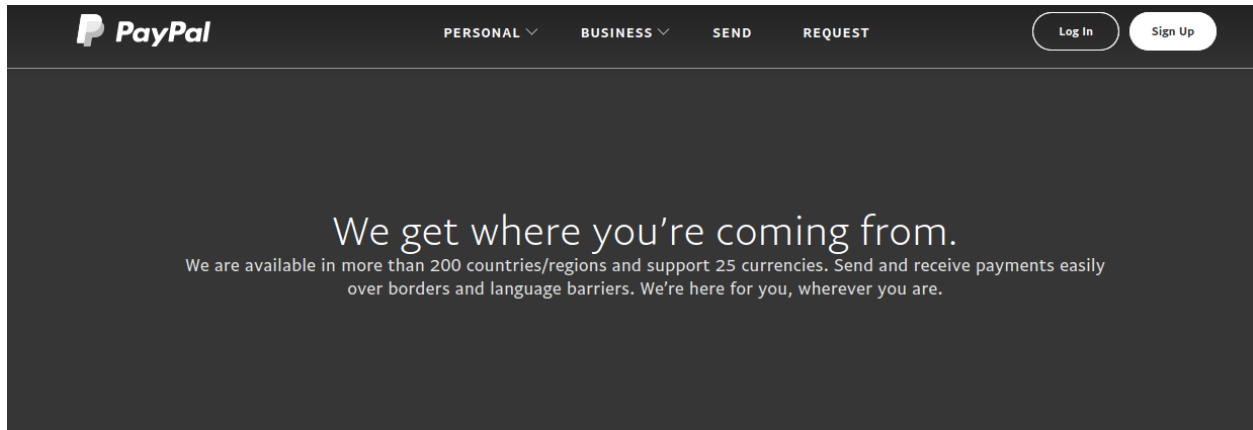 PayPal PERSONAL BUSINESS SEND REQUEST Log In Sign Up
We get where you're coming from.
We are available in more than 200 countries/regions and support 25 currencies. Send and receive payments easily
over borders and language barriers. We're here for you, wherever you are.